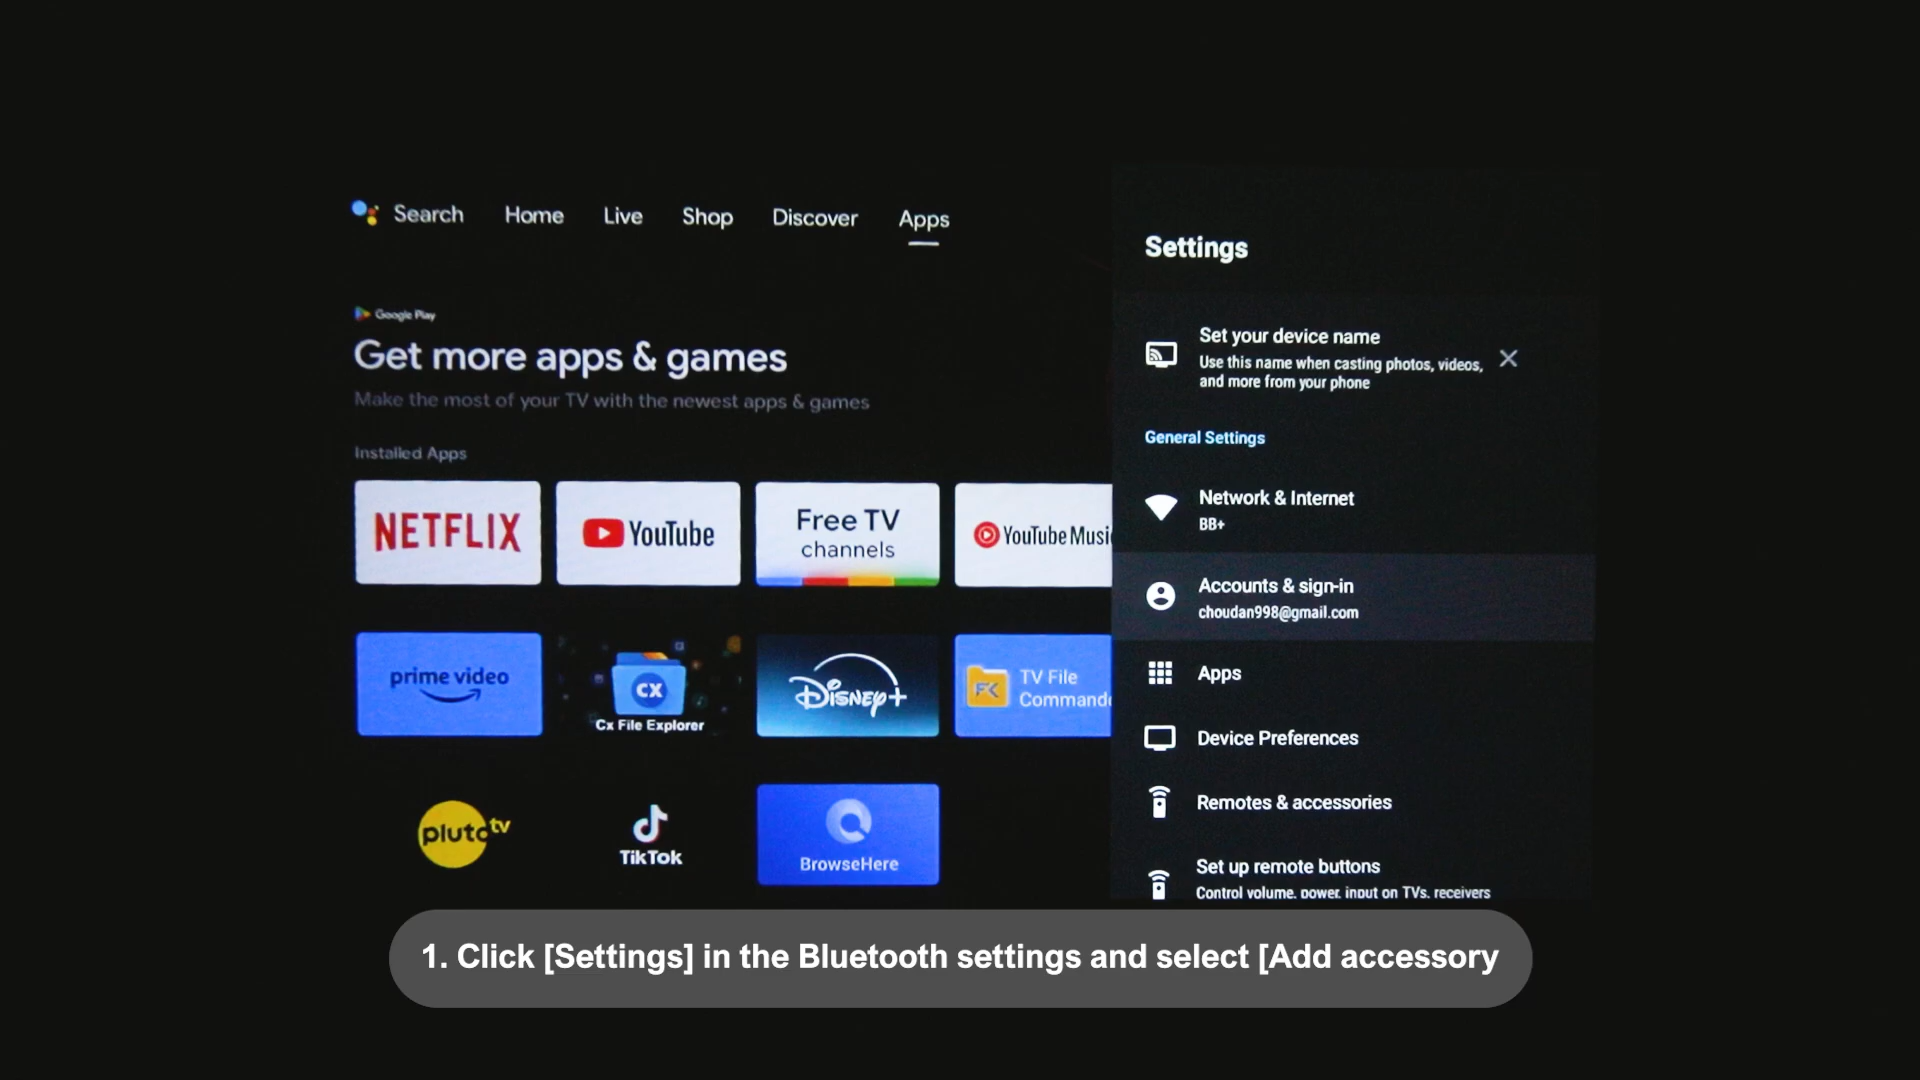 Search Home Live Shop Discover Apps
Google Play
Get more apps & games
Make the most of your TV with the newest apps & games
Installed Apps
NETFLIX
YouTube
Free TV
channels
YouTube Musi
prime video
CX
Cx File Explorer
Disney+
FK
TV File
Command
pluto tv
TikTok
BrowseHere
Settings
Set your device name
Use this name when casting photos, videos,
and more from your phone
General Settings
Network & Internet
BB+
Accounts & sign-in
choudan998@gmail.com
Apps
Device Preferences
Remotes & accessories
Set up remote buttons
Control volume, power, input on TVs, receivers
1. Click [Settings] in the Bluetooth settings and select [Add accessory